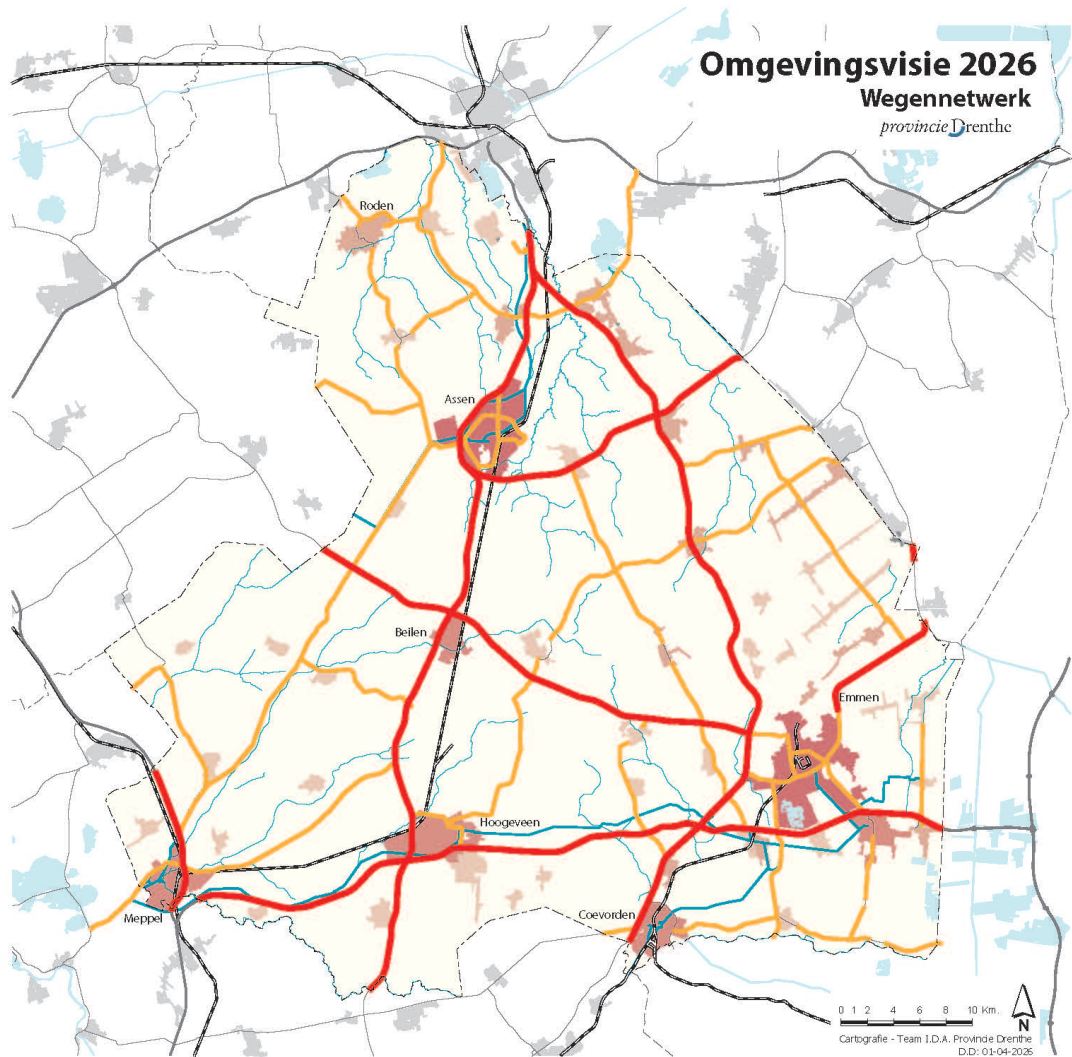 Omgevingsvisie 2026
Wegennetwerk
provincie Drenthe
Roden
Assen
Beilen
Emmen
Hoogeveen
Meppel
Coevorden
0 1 2 4 6 8 10 Km.
N
Cartografie - Team I.D.A. Provincie Drenthe
D.D: 01-04-2026